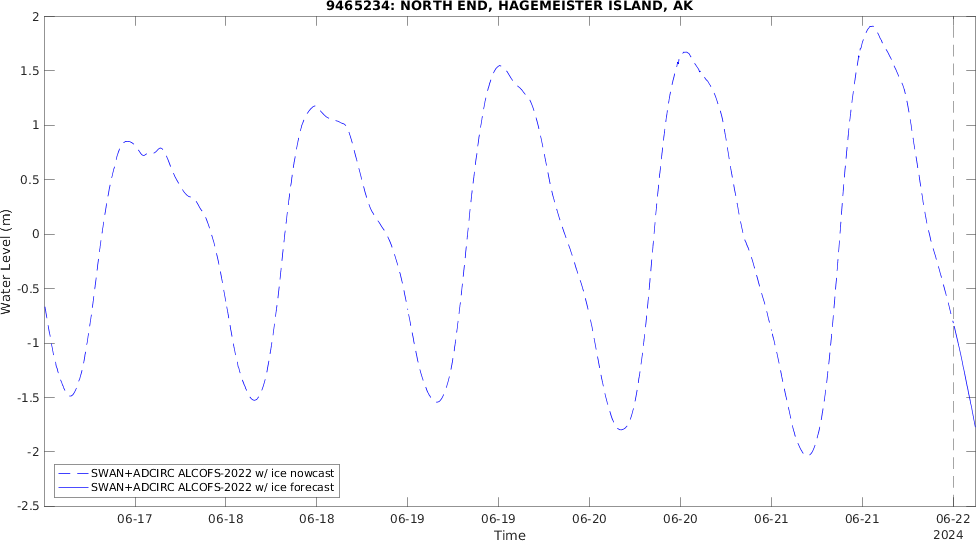 9465234: NORTH END, HAGEMEISTER ISLAND, AK
2
1.5
1
0.5
0
-0.5
-1
-1.5
-2
-2.5
Water Level (m)
SWAN+ADCIRC ALCOFS-2022 w/ ice nowcast
SWAN+ADCIRC ALCOFS-2022 w/ ice forecast
06-17 06-18 06-18 06-19 06-19 06-20 06-20 06-21 06-21 06-22
2024
Time